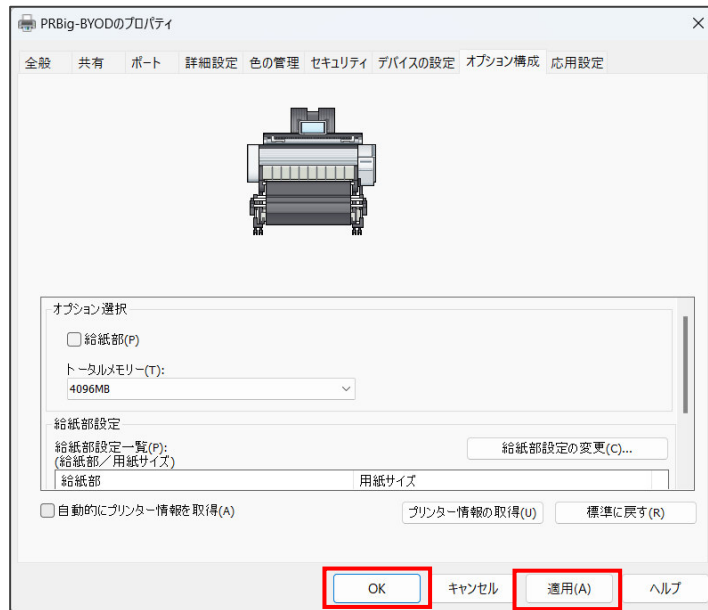 PRBig-BYODのプロパティ
全般 共有 ポート 詳細設定 色の管理 セキュリティ デバイスの設定 オプション構成 応用設定
オプション選択
給紙部(P)
トータルメモリー(T):
4096MB
給紙部設定
給紙部設定一覧(P):
(給紙部/用紙サイズ)
給紙部設定の変更(C)...
給紙部 用紙サイズ
自動的にプリンター情報を取得(A)
プリンター情報の取得(U) 標準に戻す(R)
OK キャンセル 適用(A) ヘルプ